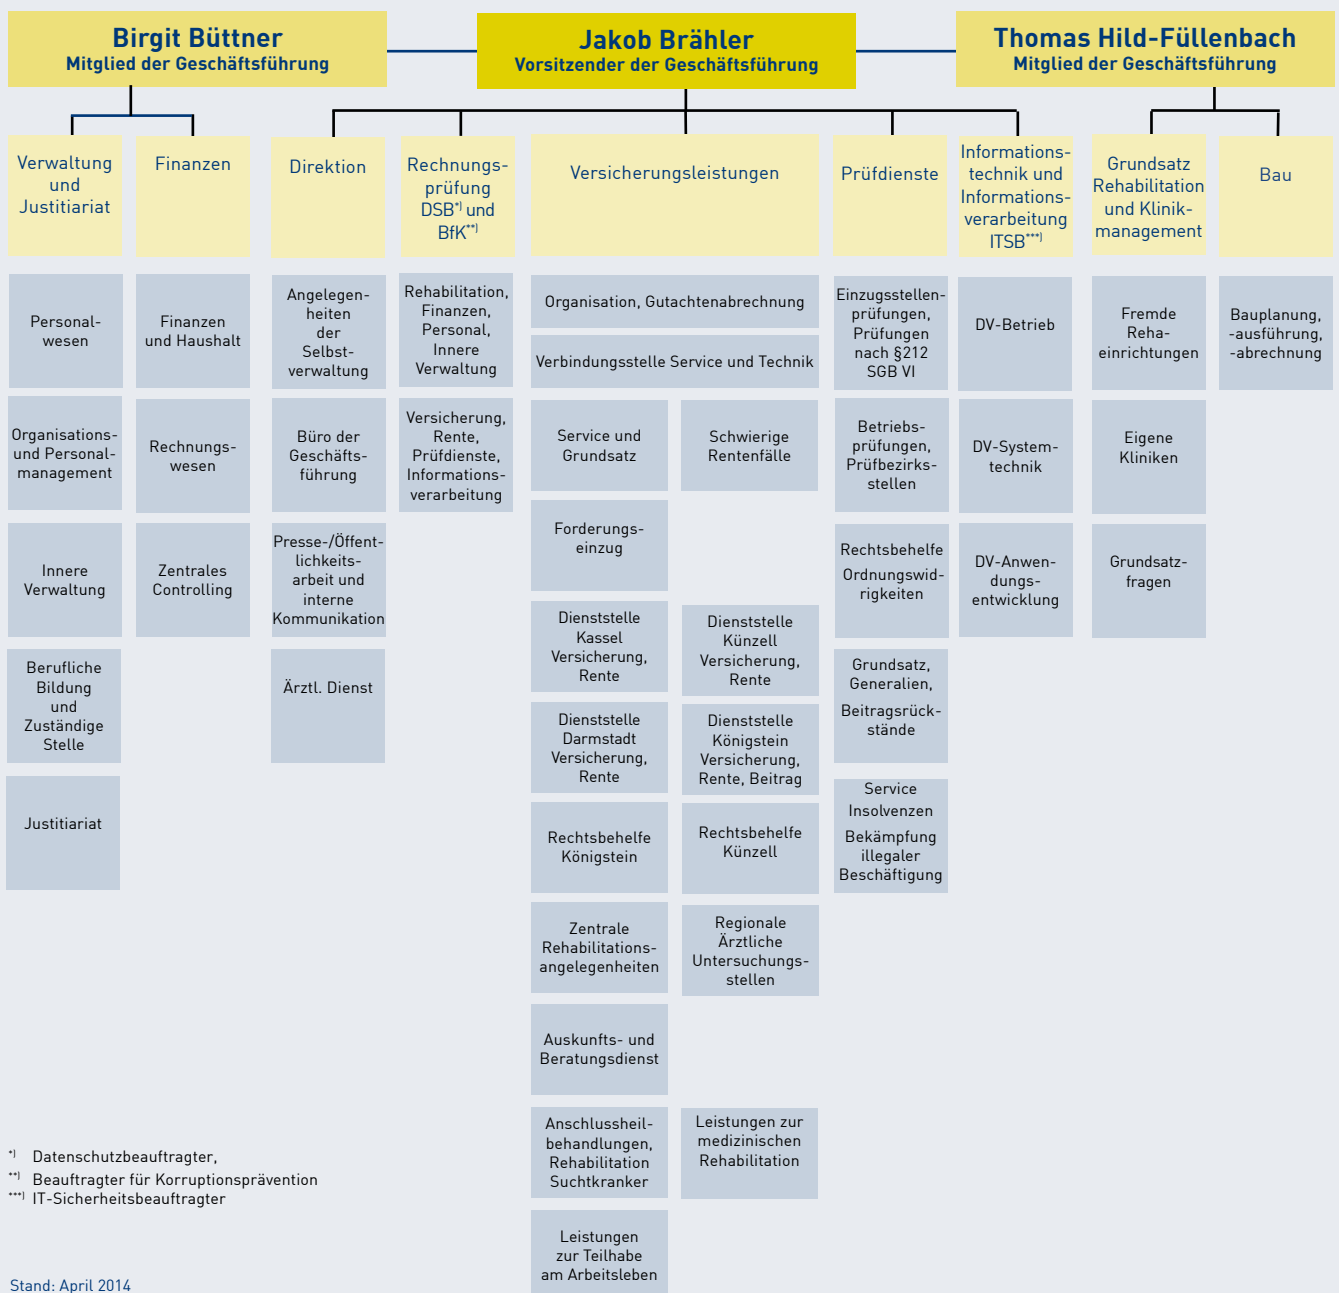 Birgit Büttner
Mitglied der Geschäftsführung
Jakob Brähler
Vorsitzender der Geschäftsführung
Thomas Hild-Füllenbach
Mitglied der Geschäftsführung
Verwaltung
und
Justitiariat
Finanzen
Direktion
Rechnungs-
prüfung
DSB*) und
BfK**)
Versicherungsleistungen
Prüfdienste
Informations-
technik und
Informations-
verarbeitung
ITSB***)
Grundsatz
Rehabilitation
und Klinik-
management
Bau
Personal-
wesen
Organisations-
und Personal-
management
Innere
Verwaltung
Berufliche
Bildung
und
Zuständige
Stelle
Justitiariat
Finanzen
und Haushalt
Rechnungs-
wesen
Zentrales
Controlling
Angelegen-
heiten
der
Selbst-
verwaltung
Büro der
Geschäfts-
führung
Presse-/Öffent-
lichkeits-
arbeit und
interne
Kommunikation
Ärztl. Dienst
Rehabilitation,
Finanzen,
Personal,
Innere
Verwaltung
Versicherung,
Rente,
Prüfdienste,
Informations-
verarbeitung
Organisation, Gutachtenabrechnung
Verbindungsstelle Service und Technik
Service und
Grundsatz
Schwierige
Rentenfälle
Forderungs-
einzug
Dienststelle
Kassel
Versicherung,
Rente
Dienststelle
Künzell
Versicherung,
Rente
Dienststelle
Darmstadt
Versicherung,
Rente
Dienststelle
Königstein
Versicherung,
Rente, Beitrag
Rechtsbehelfe
Königstein
Rechtsbehelfe
Künzell
Zentrale
Rehabilitations-
angelegenheiten
Regionale
Ärztliche
Untersuchungs-
stellen
Auskunfts- und
Beratungsdienst
Anschlussheil-
behandlungen,
Rehabilitation
Suchtkranker
Leistungen zur
medizinischen
Rehabilitation
Leistungen
zur Teilhabe
am Arbeitsleben
Einzugsstellen-
prüfungen,
Prüfungen
nach §212
SGB VI
Betriebs-
prüfungen,
Prüfbezirks-
stellen
Rechtsbehelfe
Ordnungswid-
rigkeiten
Grundsatz,
Generalien,
Beitragsrück-
stände
Service
Insolvenzen
Bekämpfung
illegaler
Beschäftigung
DV-Betrieb
DV-System-
technik
DV-Anwen-
dungs-
entwicklung
Fremde
Reha-
einrichtungen
Eigene
Kliniken
Grundsatz-
fragen
Bauplanung,
-ausführung,
-abrechnung
*) Datenschutzbeauftragter,
**) Beauftragter für Korruptionsprävention
***) IT-Sicherheitsbeauftragter
Stand: April 2014